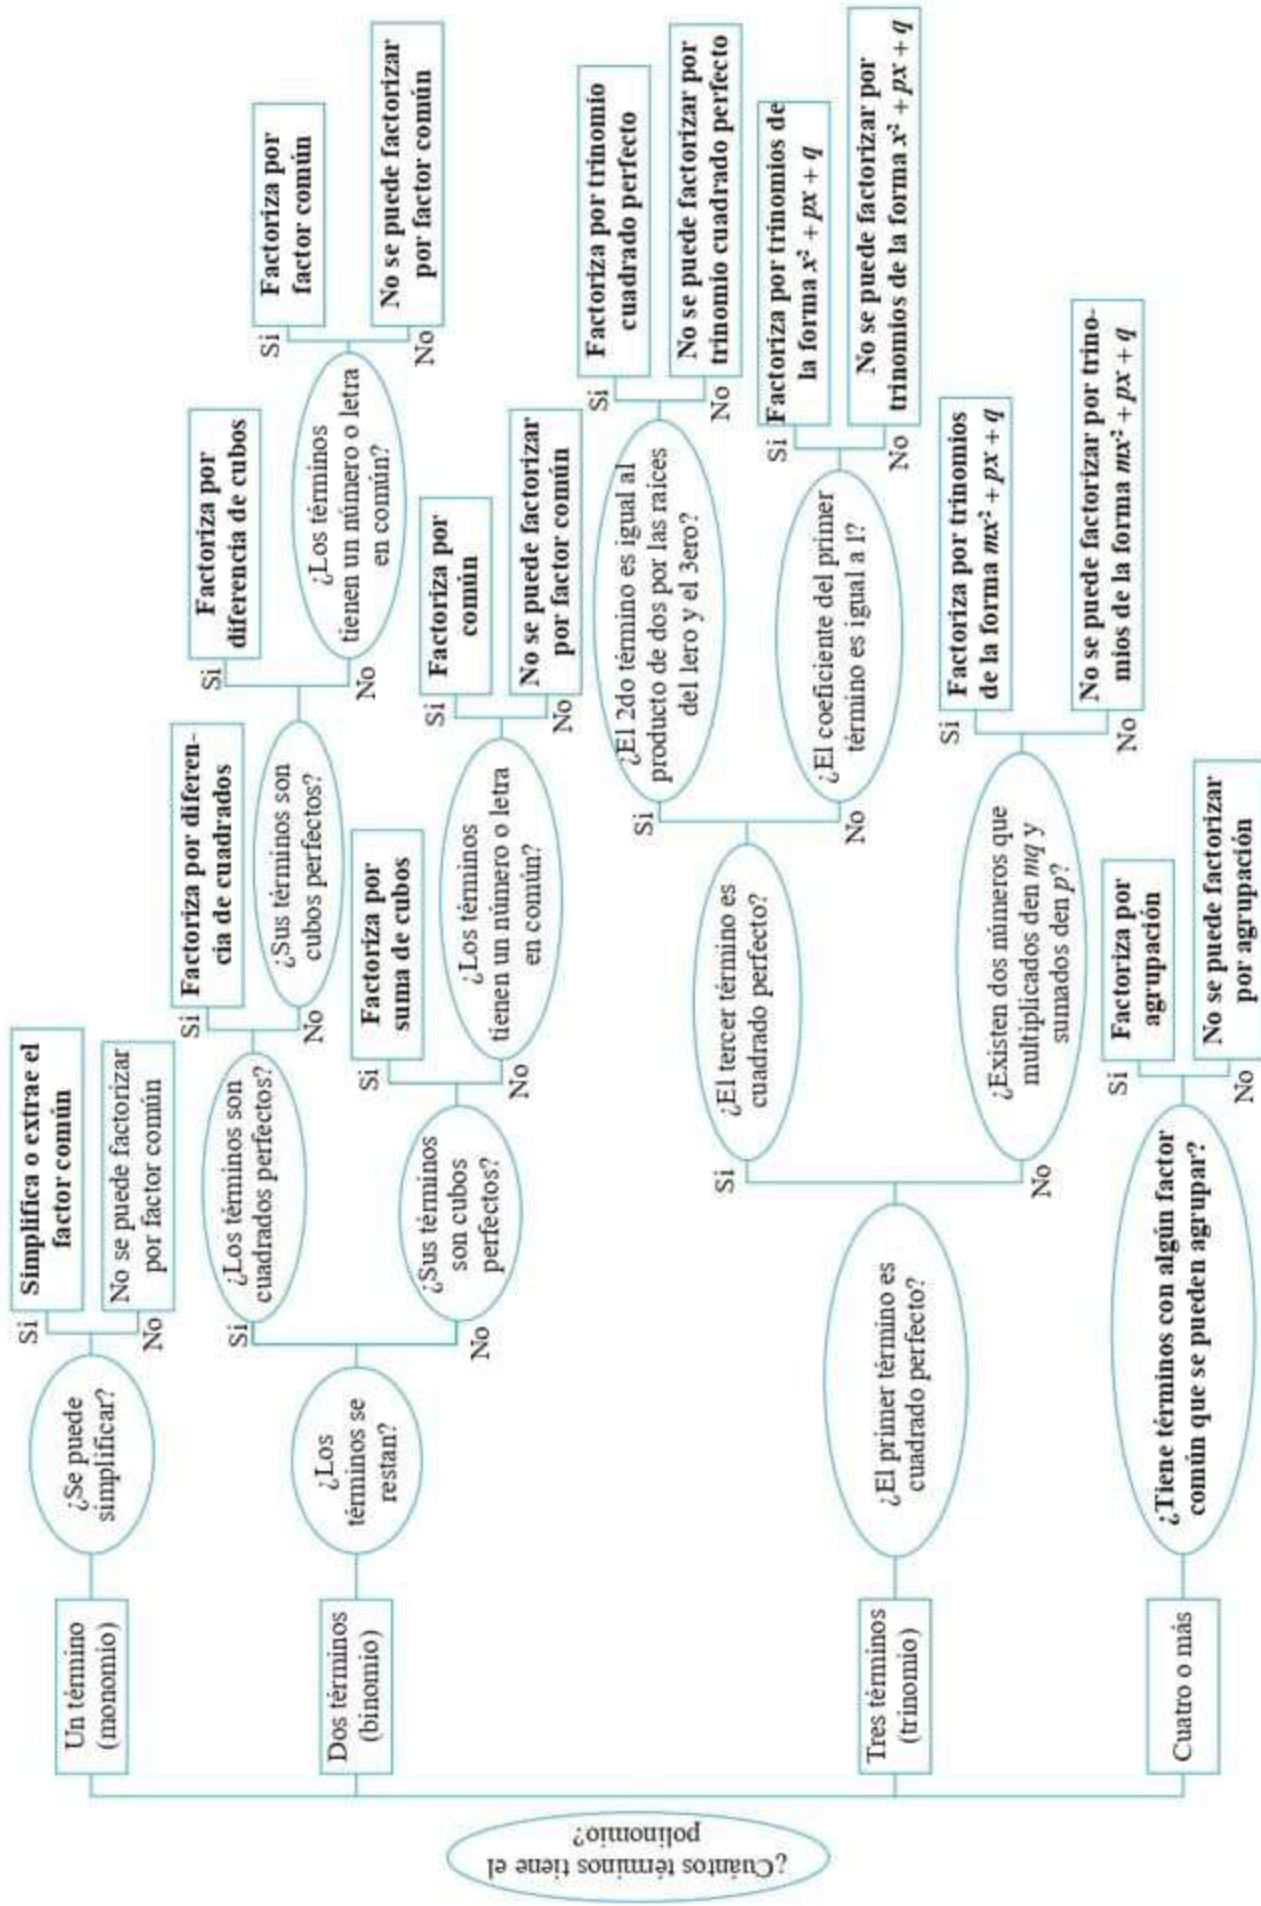 ¿Cuántos términos tiene el
polinomio?
Un término
(monomio)
¿Se puede
simplificar?
Si
Simplifica o extrae el
factor común
No
No se puede factorizar
por factor común
Dos términos
(binomio)
¿Los
términos se
restan?
Si
¿Los términos son
cuadrados perfectos?
Si
Factoriza por diferen-
cia de cuadrados
No
¿Sus términos son
cubos perfectos?
Si
Factoriza por
diferencia de cubos
No
¿Los términos
tienen un número o letra
en común?
Si
Factoriza por
factor común
No
No se puede factorizar
por factor común
No
¿Sus términos
son cubos
perfectos?
Si
Factoriza por
suma de cubos
No
¿Los términos
tienen un número o letra
en común?
Si
Factoriza por
común
No
No se puede factorizar
por factor común
Tres términos
(trinomio)
¿El primer término es
cuadrado perfecto?
Si
¿El tercer término es
cuadrado perfecto?
Si
¿El 2do término es igual al
producto de dos por las raices
del lero y el 3ero?
Si
Factoriza por trinomio
cuadrado perfecto
No
No se puede factorizar por
trinomio cuadrado perfecto
No
¿El coeficiente del primer
término es igual a l?
Si
Factoriza por trinomios de
la forma x² + px + q
No
No se puede factorizar por
trinomios de la forma x² + px + q
No
¿Existen dos números que
multiplicados den mq y
sumados den p?
Si
Factoriza por trinomios
de la forma mx² + px + q
No
No se puede factorizar por trino-
mios de la forma mx² + px + q
Cuatro o más
¿Tiene términos con algún factor
común que se pueden agrupar?
Si
Factoriza por
agrupación
No
No se puede factorizar
por agrupación